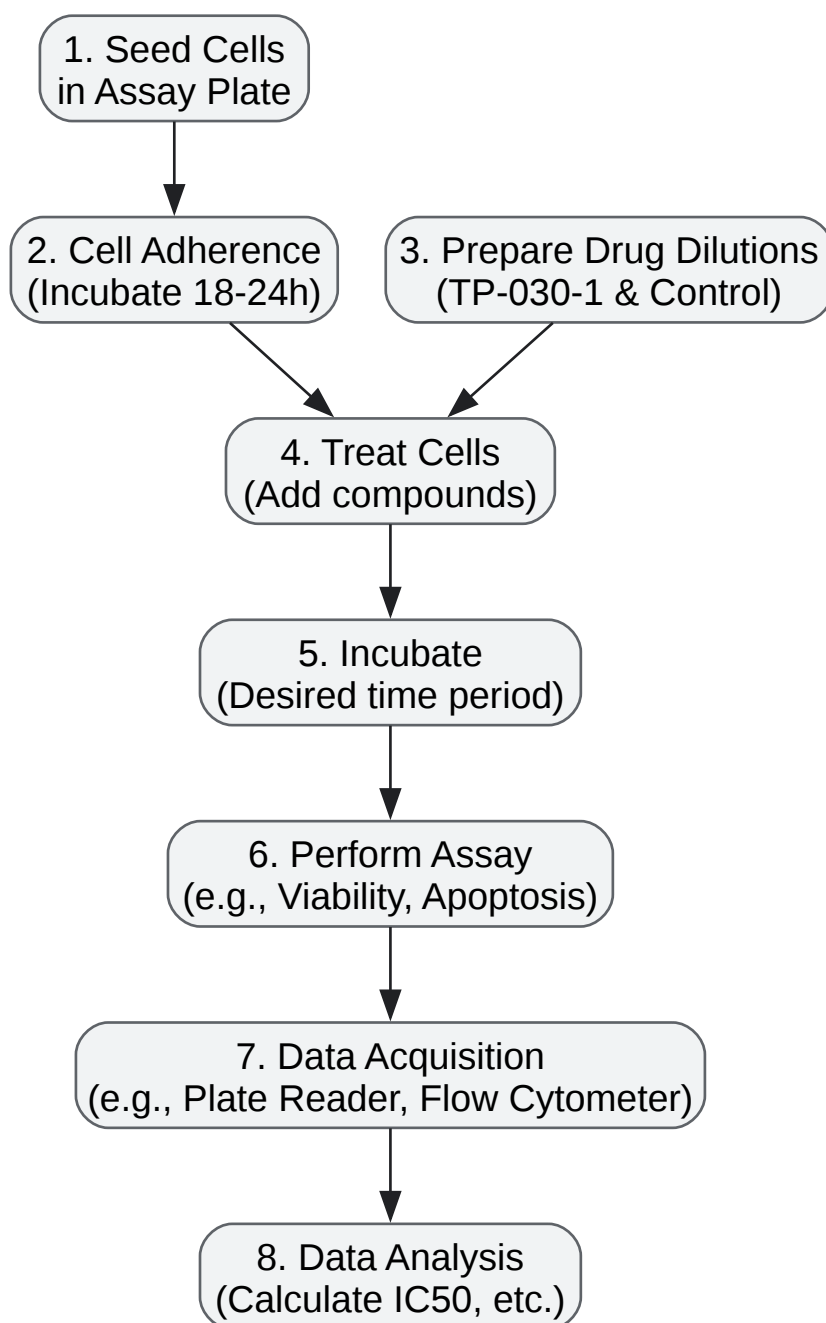 1. Seed Cells
in Assay Plate
2. Cell Adherence
(Incubate 18-24h)
3. Prepare Drug Dilutions
(TP-030-1 & Control)
4. Treat Cells
(Add compounds)
5. Incubate
(Desired time period)
6. Perform Assay
(e.g., Viability, Apoptosis)
7. Data Acquisition
(e.g., Plate Reader, Flow Cytometer)
8. Data Analysis
(Calculate IC50, etc.)